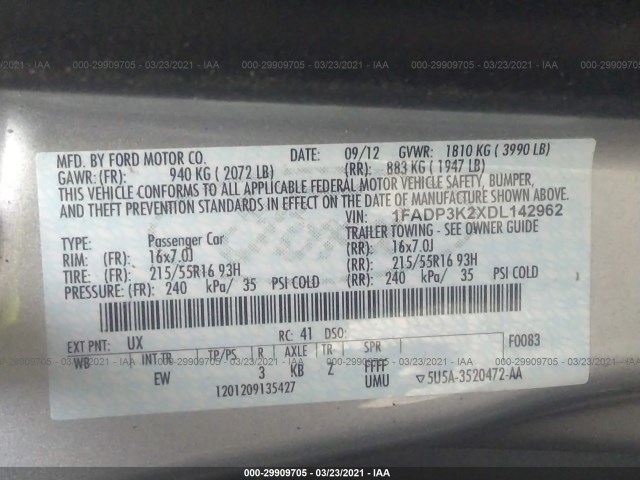 000-29909705 - 03/23/2021 - IAA
MFD. BY FORD MOTOR CO. DATE: 09/12 GVWR: 1810 KG ( 3990 LB)
GAWR: (FR): 940 KG ( 2072 LB) (RR): 883 KG ( 1947 LB)
THIS VEHICLE CONFORMS TO ALL APPLICABLE FEDERAL MOTOR VEHICLE SAFETY, BUMPER,
AND THEFT PREVENTION STANDARDS IN EFFECT ON THE DATE OF MANUFACTURE SHOWN ABOVE.
VIN: 1FADP3K2XDL142962
TYPE: Passenger Car TRAILER TOWING - SEE OWNER GUIDE
RIM: (FR): 16x7.0J (RR): 16x7.0J
TIRE: (FR): 215/55R16 93H (RR): 215/55R16 93H
PRESSURE: (FR): 240 kPa/ 35 PSI COLD (RR): 240 kPa/ 35 PSI COLD
EXT PNT: UX RC: 41 DSO: F0083
WB INT TR TP/PS R AXLE TR SPR
EW 3 KB 2 FFFF
UMU ▽5U5A-3520472-AA
1201209135427
000-29909705 - 03/23/2021 - IAA